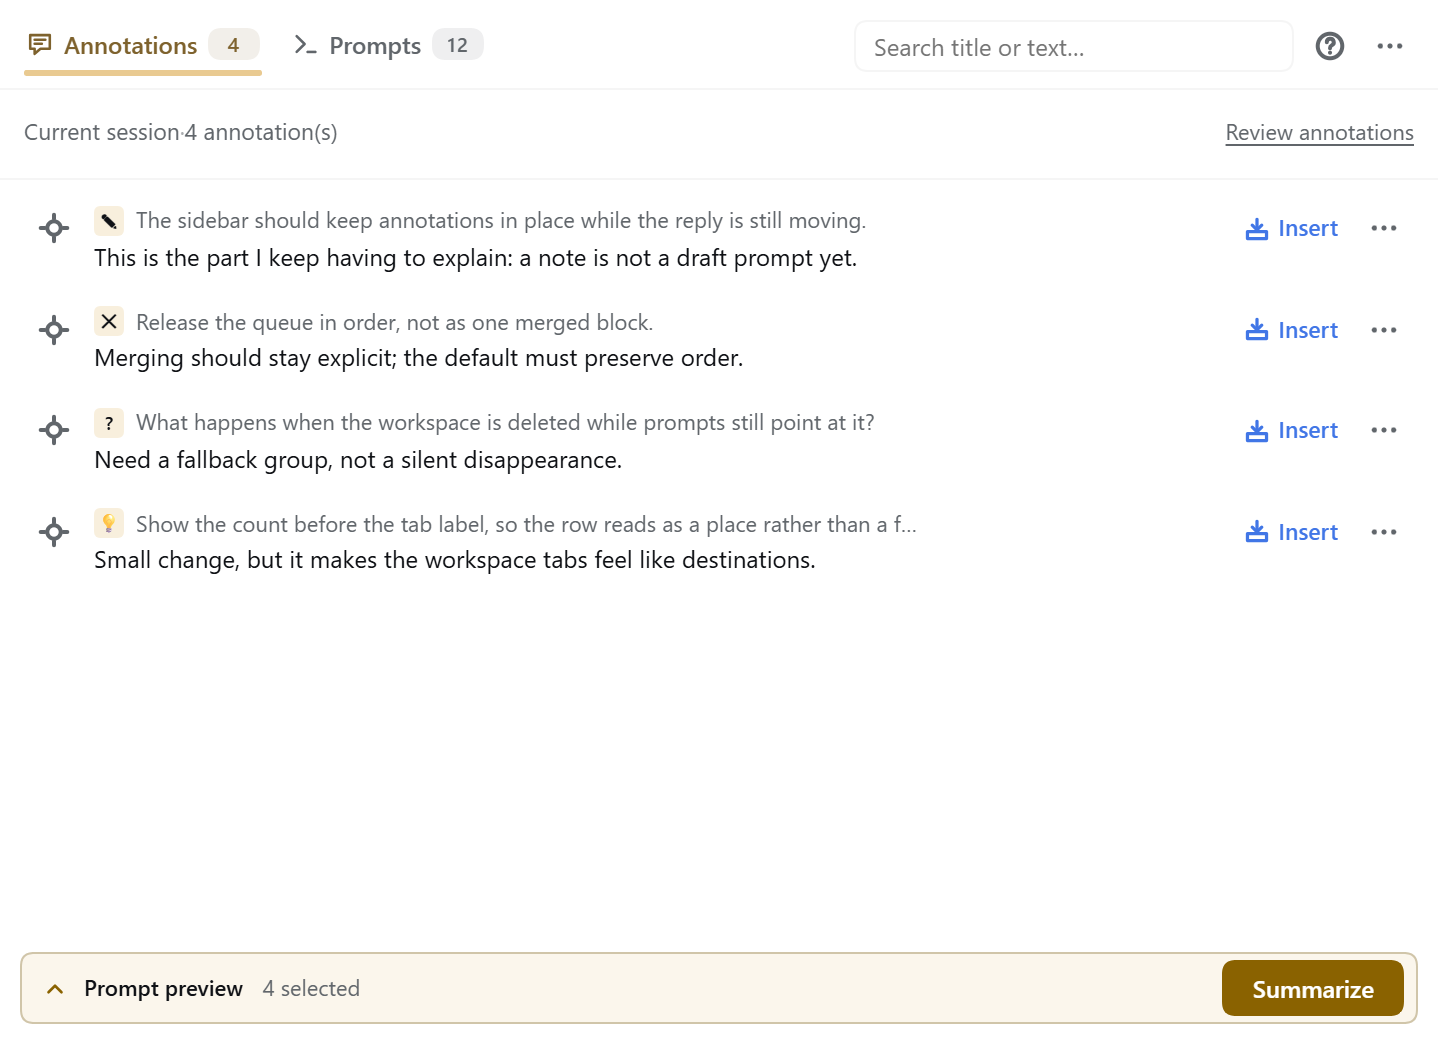 Annotations 4 Prompts 12 Search title or text...
Current session·4 annotation(s) Review annotations
The sidebar should keep annotations in place while the reply is still moving.
This is the part I keep having to explain: a note is not a draft prompt yet.
Insert
Release the queue in order, not as one merged block.
Merging should stay explicit; the default must preserve order.
Insert
? What happens when the workspace is deleted while prompts still point at it?
Need a fallback group, not a silent disappearance.
Insert
Show the count before the tab label, so the row reads as a place rather than a f...
Small change, but it makes the workspace tabs feel like destinations.
Insert
Prompt preview 4 selected Summarize